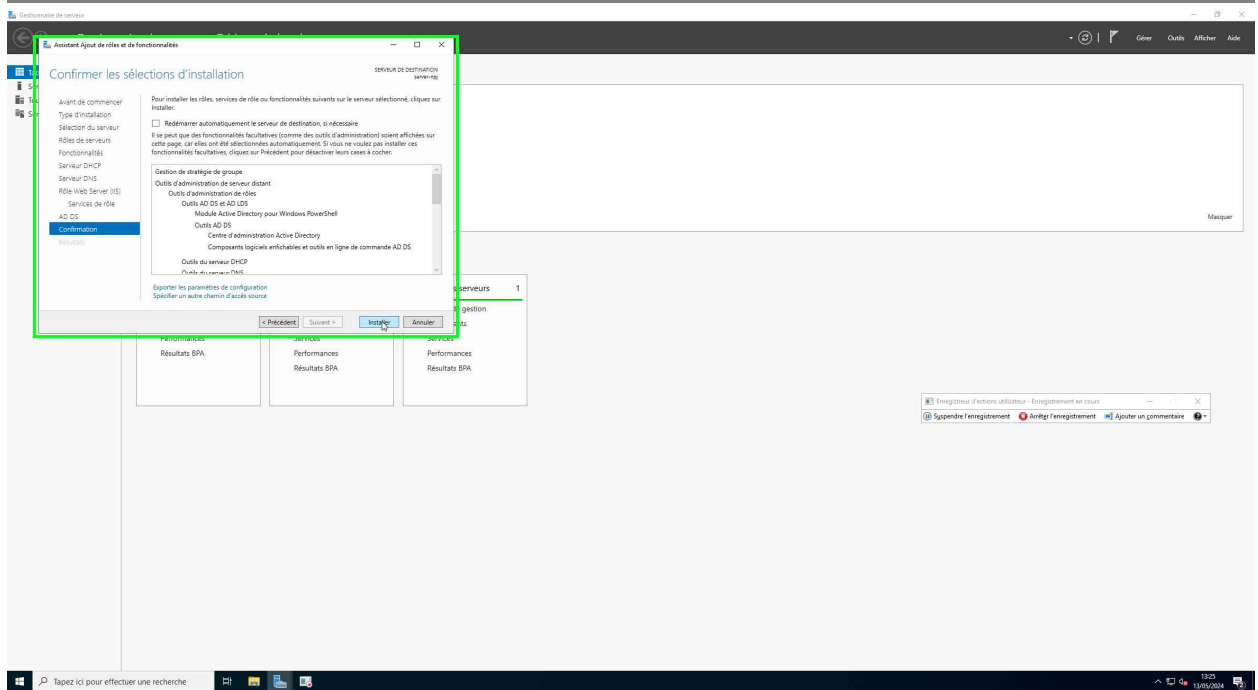 Gestionnaire de serveur
Gérer Outils Afficher Aide
Assistant Ajout de rôles et de fonctionnalités
Confirmer les sélections d'installation
SERVEUR DE DESTINATION
Avant de commencer
Type d'installation
Sélection du serveur
Rôles de serveurs
Fonctionnalités
Serveur DHCP
Serveur DNS
Rôle Web Server (IIS)
Services de rôle
AD DS
Confirmation
Résultats
Pour installer les rôles, services de rôle ou fonctionnalités suivants sur le serveur sélectionné, cliquez sur
Installer.
Redémarrer automatiquement le serveur de destination, si nécessaire
Il se peut que des fonctionnalités facultatives (comme des outils d'administration) soient affichées sur
cette page, car elles ont été sélectionnées automatiquement. Si vous ne voulez pas installer ces
fonctionnalités facultatives, cliquez sur Précédent pour désactiver leurs cases à cocher.
Gestion de stratégie de groupe
Outils d'administration de serveur distant
Outils d'administration de rôles
Outils AD DS et AD LDS
Module Active Directory pour Windows PowerShell
Outils AD DS
Centre d'administration Active Directory
Composants logiciels enfichables et outils en ligne de commande AD DS
Outils du serveur DHCP
Outils du serveur DNS
Exporter les paramètres de configuration
Spécifier un autre chemin d'accès source
< Précédent Suivant > Installer Annuler
Masquer
serveurs 1
gestion
Performances Services Services
Résultats BPA Performances Performances
Résultats BPA Résultats BPA
Enregistreur d'actions utilisateur - Enregistrement en cours
Suspendre l'enregistrement Arrêter l'enregistrement Ajouter un commentaire
Tapez ici pour effectuer une recherche
13:25
13/05/2024